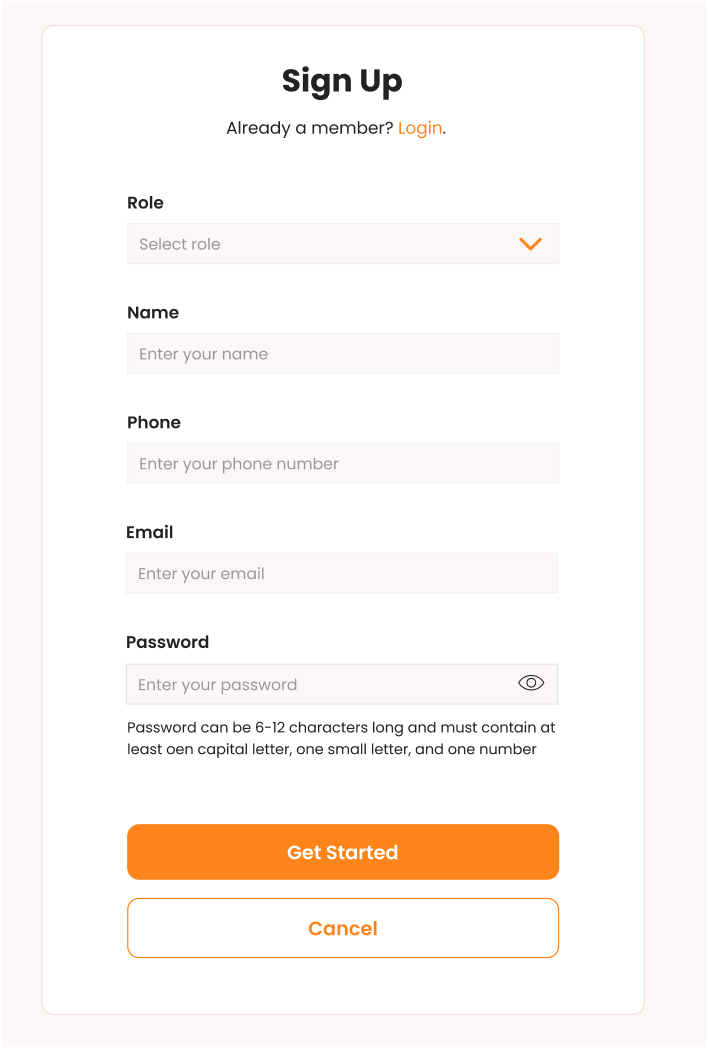 Sign Up
Already a member? Login.
Role
Select role
Name
Enter your name
Phone
Enter your phone number
Email
Enter your email
Password
Enter your password
Password can be 6-12 characters long and must contain at
least oen capital letter, one small letter, and one number
Get Started
Cancel